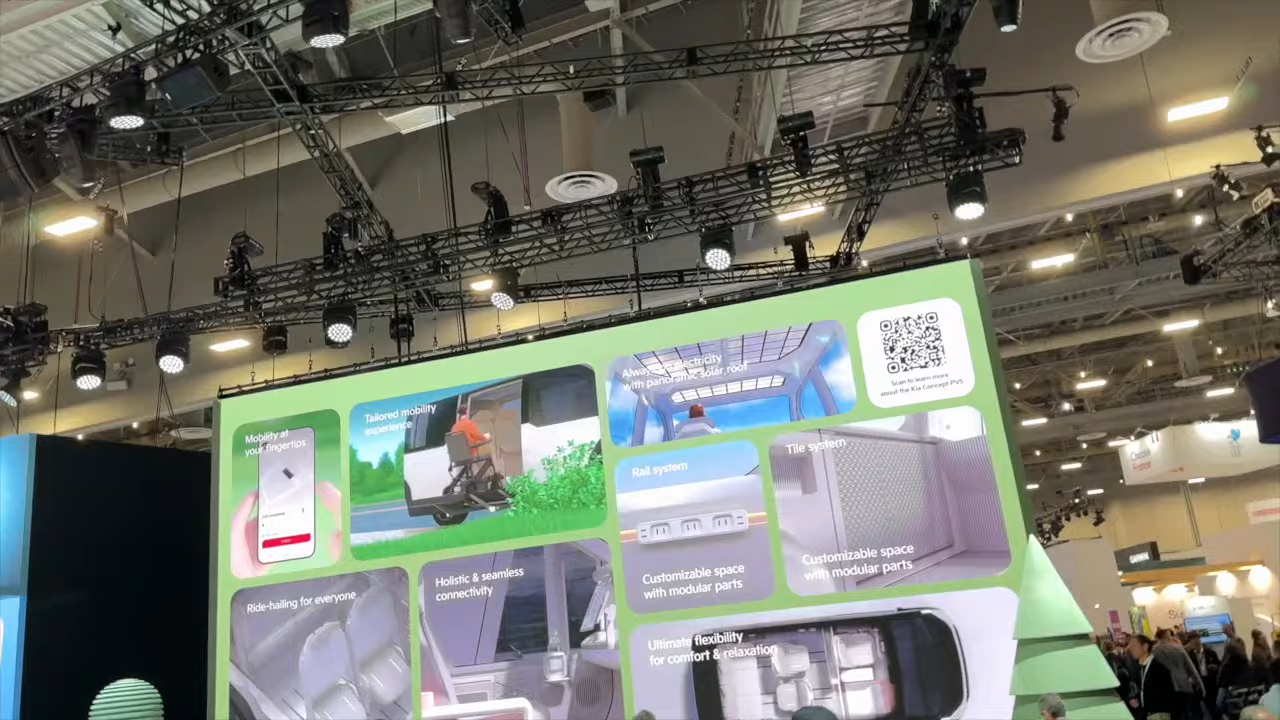 Mobility at
your fingertips
Tailored mobility
experience
Always-on electricity
with panoramic solar roof
Scan to learn more
about the Kia Concept PV5
Rail system
Customizable space
with modular parts
Tile system
Customizable space
with modular parts
Ride-hailing for everyone
Holistic & seamless
connectivity
Ultimate flexibility
for comfort & relaxation